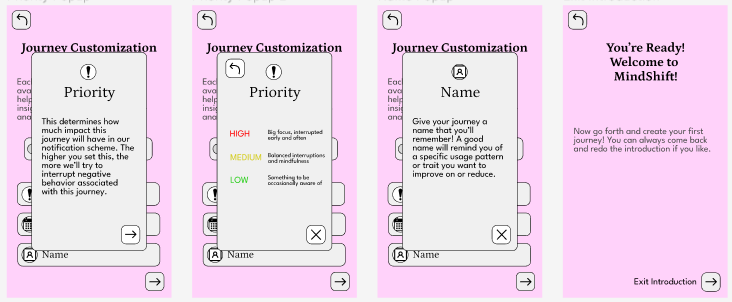 Journey Customization
Priority
This determines how
much impact this
journey will have in our
notification scheme. The
higher you set this, the
more we'll try to
interrupt negative
behavior associated
with this journey.
Name
Journey Customization
Priority
HIGH Big focus, interrupted
early and often
MEDIUM Balanced interruptions
and mindfulness
LOW Something to be
occasionally aware of
Name
Journey Customization
Name
Give your journey a
name that you'll
remember! A good
name will remind you of
a specific usage pattern
or trait you want to
improve on or reduce.
Name
You're Ready!
Welcome to
MindShift!
Now go forth and create your first
journey! You can always come back
and redo the introduction if you like.
Exit Introduction